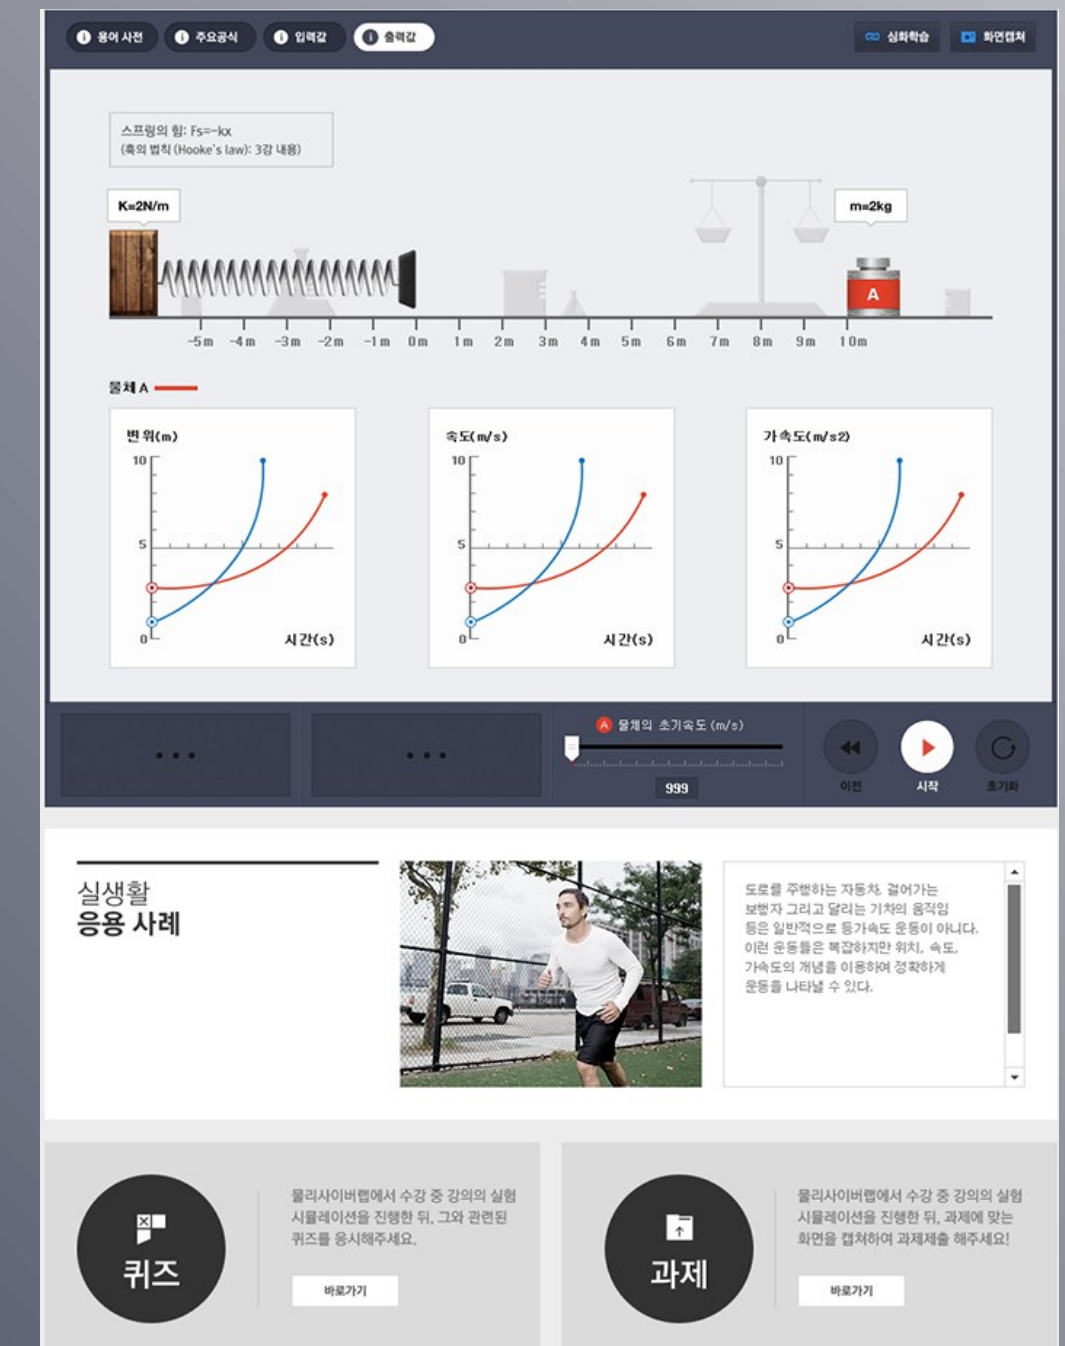 용어 사전
주요공식
입력값
출력값
심화학습
화면캡쳐
스프링의 힘: Fs=-kx
(훅의 법칙 (Hooke's law): 3강 내용)
K=2N/m
m=2kg
A
-5m -4m -3m -2m -1m 0m 1m 2m 3m 4m 5m 6m 7m 8m 9m 10m
물체 A
변위(m)
10
5
0
시간(s)
속도(m/s)
10
5
0
시간(s)
가속도(m/s2)
10
5
0
시간(s)
A 물체의 초기속도 (m/s)
999
이전
시작
초기화
실생활
응용 사례
도로를 주행하는 자동차, 걸어가는
보행자 그리고 달리는 기차의 움직임
등은 일반적으로 등가속도 운동이 아니다.
이런 운동들은 복잡하지만 위치, 속도,
가속도의 개념을 이용하여 정확하게
운동을 나타낼 수 있다.
퀴즈
물리사이버랩에서 수강 중 강의의 실험
시뮬레이션을 진행한 뒤, 그와 관련된
퀴즈를 응시해주세요.
바로가기
과제
물리사이버랩에서 수강 중 강의의 실험
시뮬레이션을 진행한 뒤, 과제에 맞는
화면을 캡쳐하여 과제제출 해주세요!
바로가기